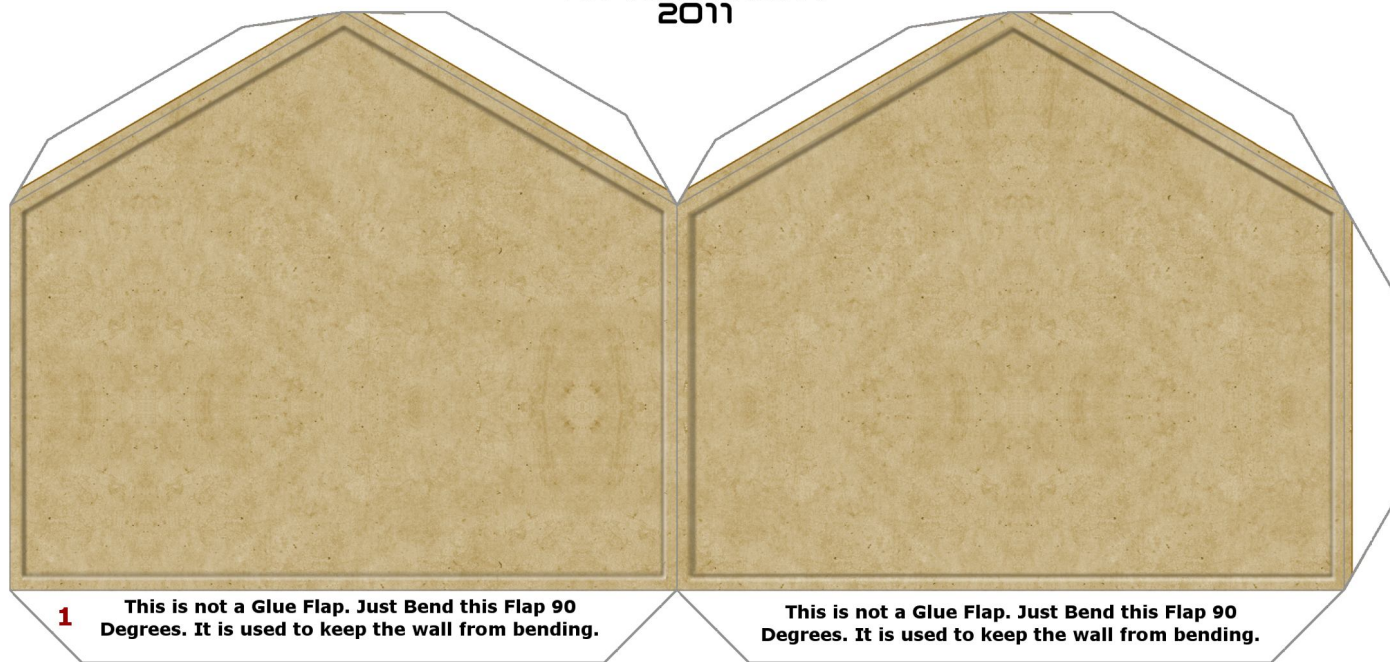 2011
1
This is not a Glue Flap. Just Bend this Flap 90
Degrees. It is used to keep the wall from bending.
This is not a Glue Flap. Just Bend this Flap 90
Degrees. It is used to keep the wall from bending.